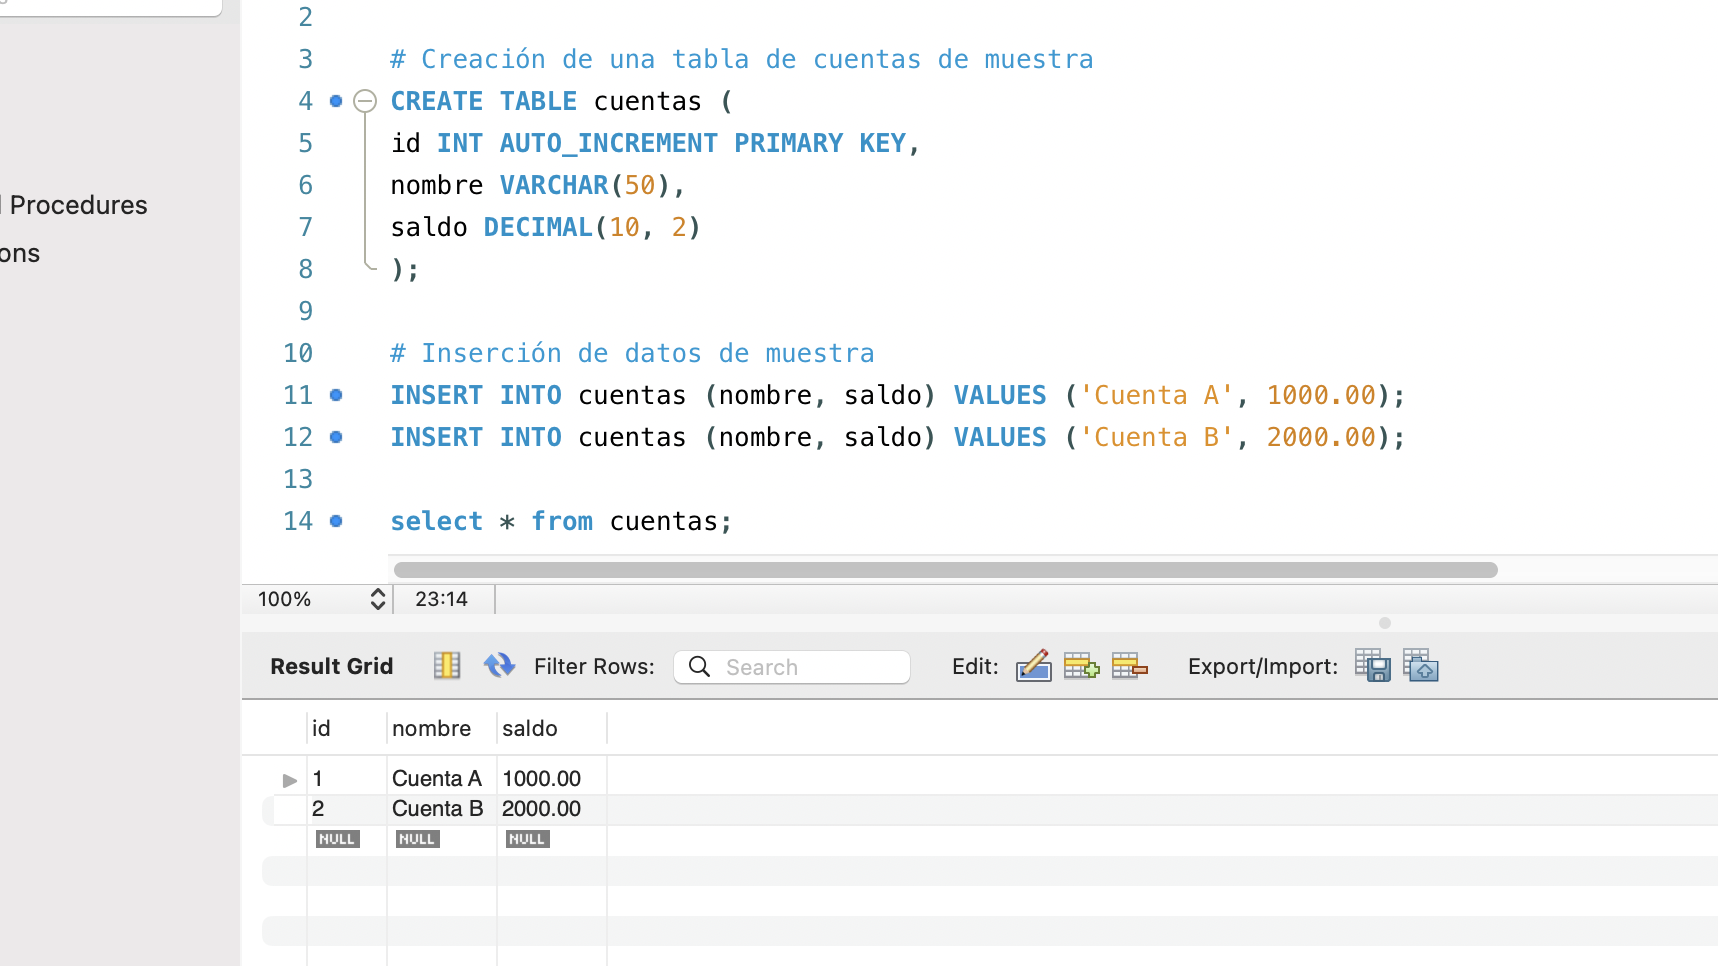 2
3 # Creación de una tabla de cuentas de muestra
4 CREATE TABLE cuentas (
5 id INT AUTO_INCREMENT PRIMARY KEY,
6 nombre VARCHAR(50),
7 saldo DECIMAL(10, 2)
8 );
9
10 # Inserción de datos de muestra
11 INSERT INTO cuentas (nombre, saldo) VALUES ('Cuenta A', 1000.00);
12 INSERT INTO cuentas (nombre, saldo) VALUES ('Cuenta B', 2000.00);
13
14 select * from cuentas;
Procedures
ons
100% 23:14
Result Grid Filter Rows: Search Edit: Export/Import:
id nombre saldo
1 Cuenta A 1000.00
2 Cuenta B 2000.00
NULL NULL NULL